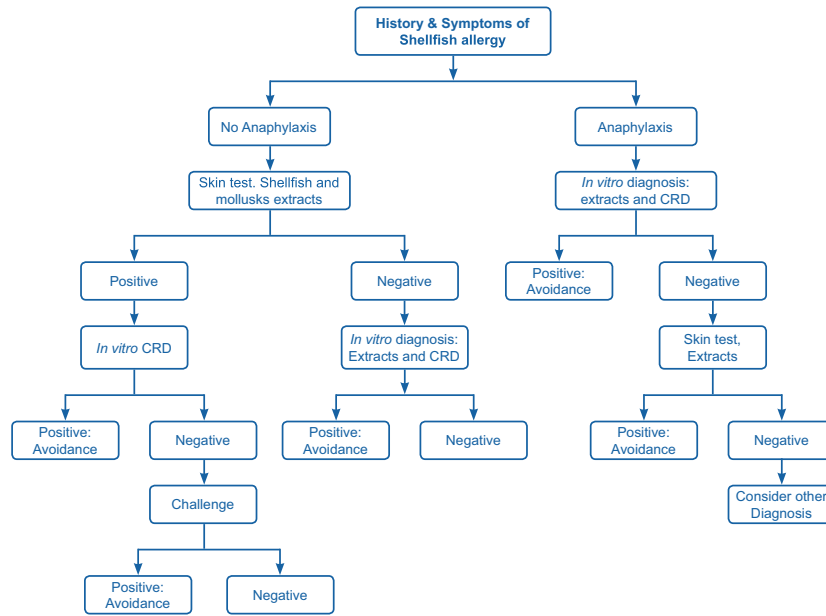 History & Symptoms of
Shellfish allergy
No Anaphylaxis
Anaphylaxis
Skin test. Shellfish and
mollusks extracts
In vitro diagnosis:
extracts and CRD
Positive
Negative
Positive:
Avoidance
Negative
In vitro CRD
In vitro diagnosis:
Extracts and CRD
Skin test,
Extracts
Positive:
Avoidance
Negative
Positive:
Avoidance
Negative
Positive:
Avoidance
Negative
Challenge
Consider other
Diagnosis
Positive:
Avoidance
Negative